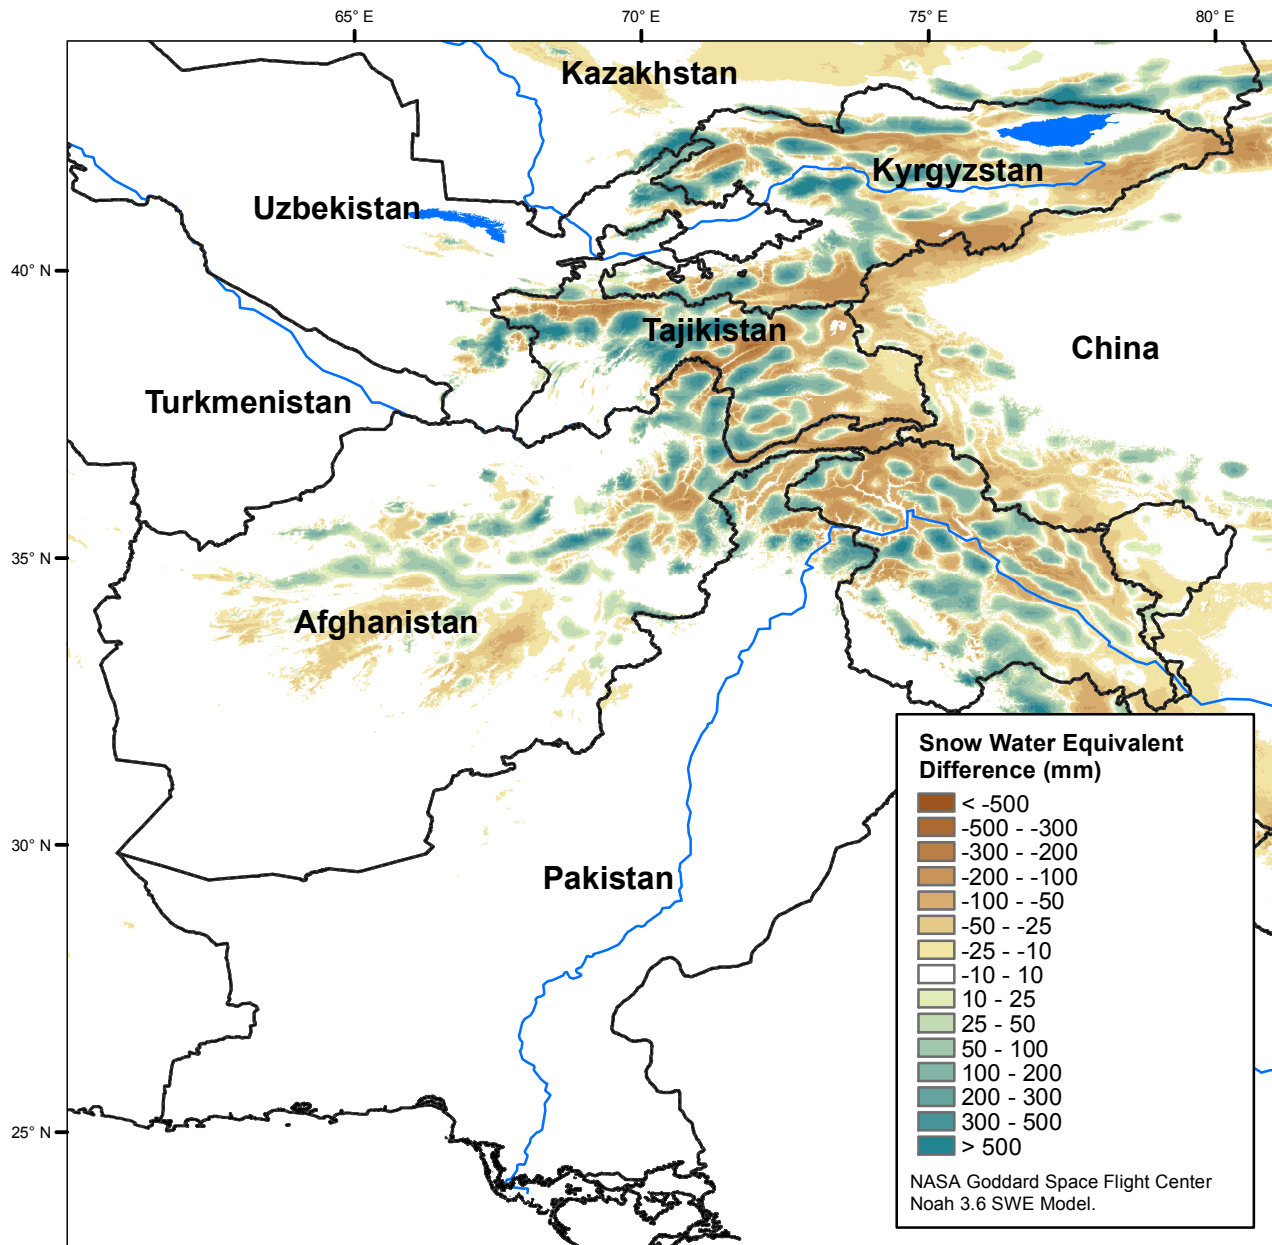 65° E
70° E
75° E
80° E
Kazakhstan
Kyrgyzstan
Uzbekistan
40° N
Tajikistan
China
Turkmenistan
35° N
Afghanistan
30° N
Pakistan
25° N
Snow Water Equivalent
Difference (mm)
< -500
-500 - -300
-300 - -200
-200 - -100
-100 - -50
-50 - -25
-25 - -10
-10 - 10
10 - 25
25 - 50
50 - 100
100 - 200
200 - 300
300 - 500
> 500
NASA Goddard Space Flight Center
Noah 3.6 SWE Model.